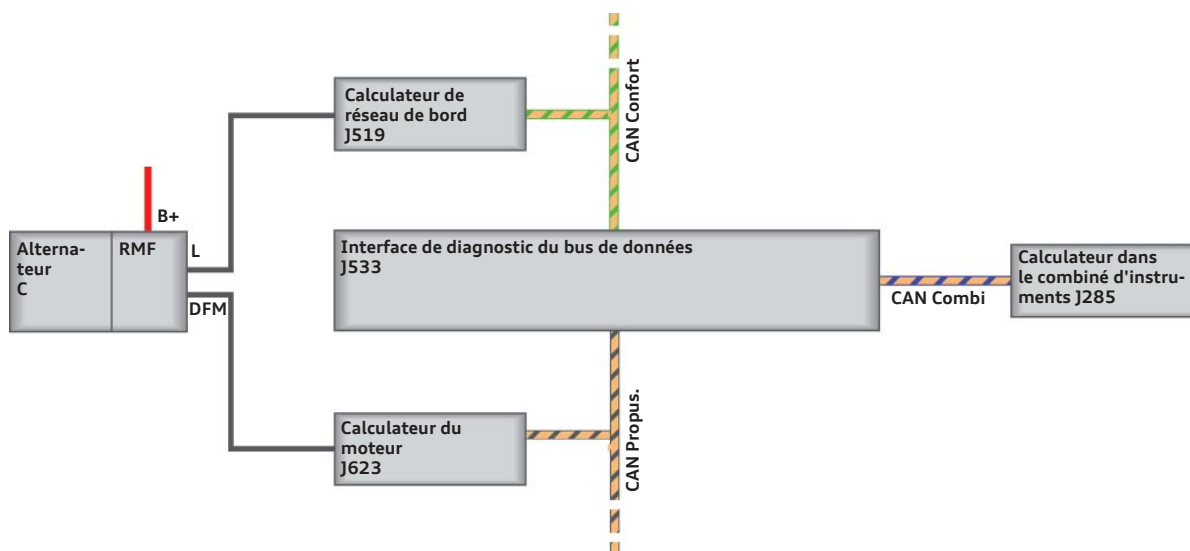 Calculateur de
réseau de bord
J519
CAN Confort
B+
Alterna-
teur
C
RMF
L
DFM
Interface de diagnostic du bus de données
J533
CAN Combi
Calculateur dans
le combiné d'instru-
ments J285
Calculateur du
moteur
J623
CAN Propus.